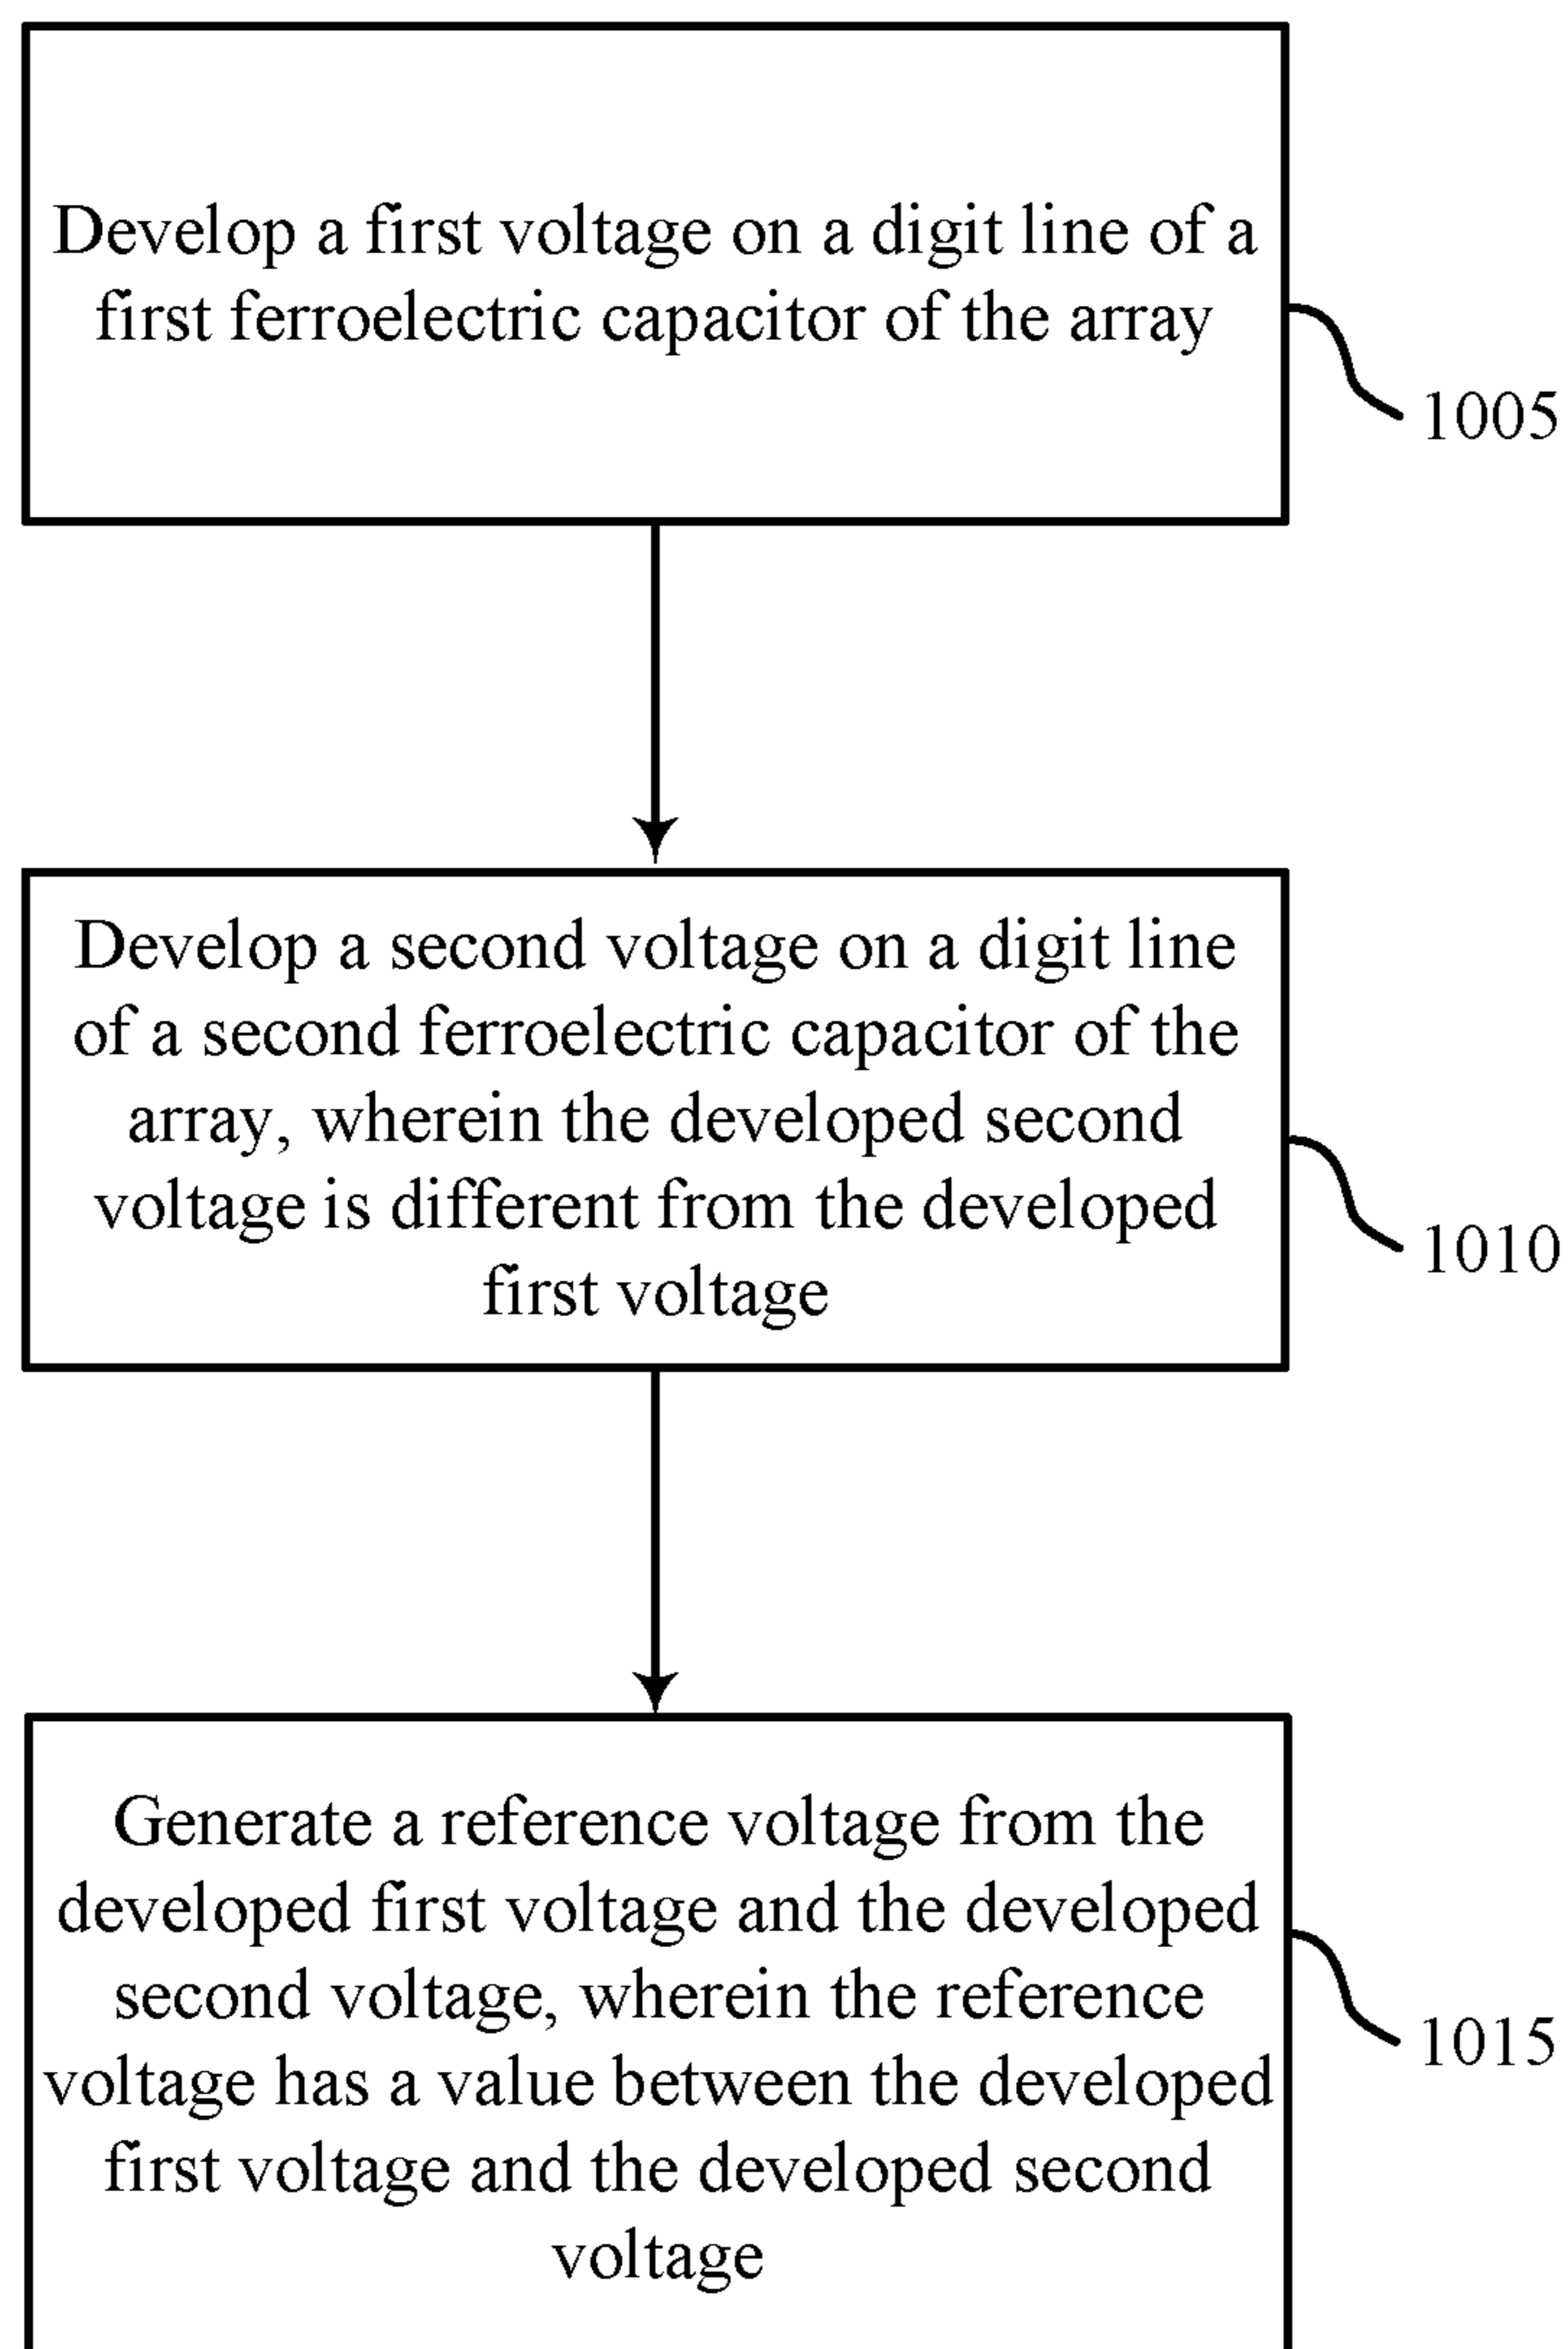 Develop a first voltage on a digit line of a
first ferroelectric capacitor of the array
1005
Develop a second voltage on a digit line
of a second ferroelectric capacitor of the
array, wherein the developed second
voltage is different from the developed
first voltage
1010
Generate a reference voltage from the
developed first voltage and the developed
second voltage, wherein the reference
voltage has a value between the developed
first voltage and the developed second
voltage
1015